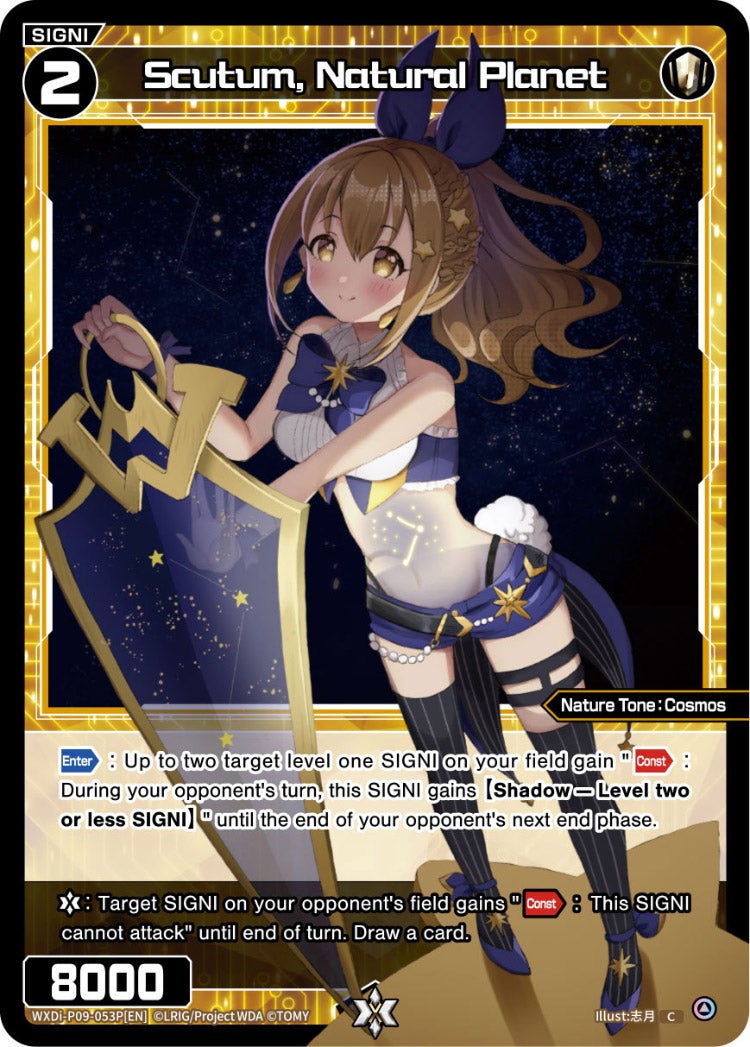 SIGNI
2
Scutum, Natural Planet
Nature Tone：Cosmos
Enter：Up to two target level one SIGNI on your field gain "Const：
During your opponent's turn, this SIGNI gains【Shadow ― Level two
or less SIGNI】" until the end of your opponent's next end phase.
：Target SIGNI on your opponent's field gains "Const：This SIGNI
cannot attack" until end of turn. Draw a card.
8000
WXDi-P09-053P[EN] ©LRIG/Project WDA ©TOMY
Illust:志月 C